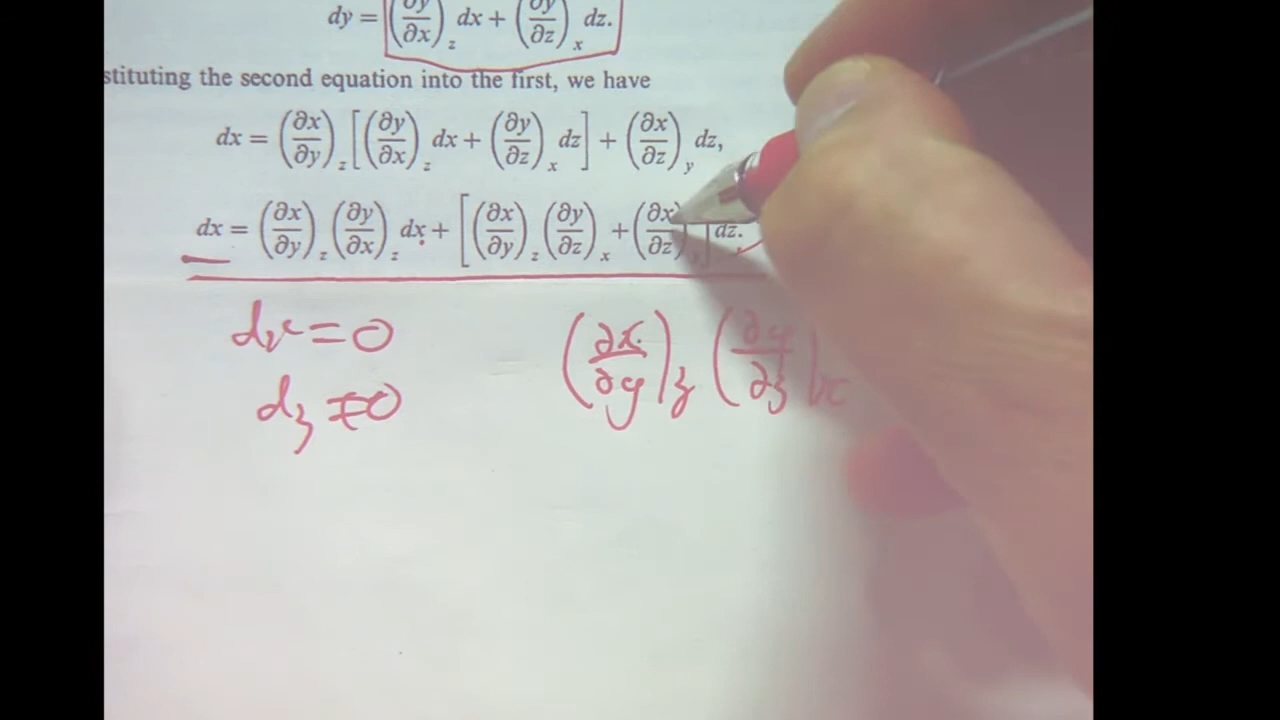 dy = (∂y/∂x)_z dx + (∂y/∂z)_x dz.
stituting the second equation into the first, we have
dx = (∂x/∂y)_z [(∂y/∂x)_z dx + (∂y/∂z)_x dz] + (∂x/∂z)_y dz,
dx = (∂x/∂y)_z (∂y/∂x)_z dx + [(∂x/∂y)_z (∂y/∂z)_x + (∂x/∂z) ] dz.
dx = 0
(∂x/∂y)_z (∂y/∂z)_x
dz ≠ 0